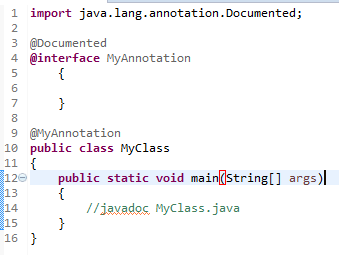 1 import java.lang.annotation.Documented;
2
3 @Documented
4 @interface MyAnnotation
5 {
6
7 }
8
9 @MyAnnotation
10 public class MyClass
11 {
12 public static void main(String[] args)
13 {
14 //javadoc MyClass.java
15 }
16 }